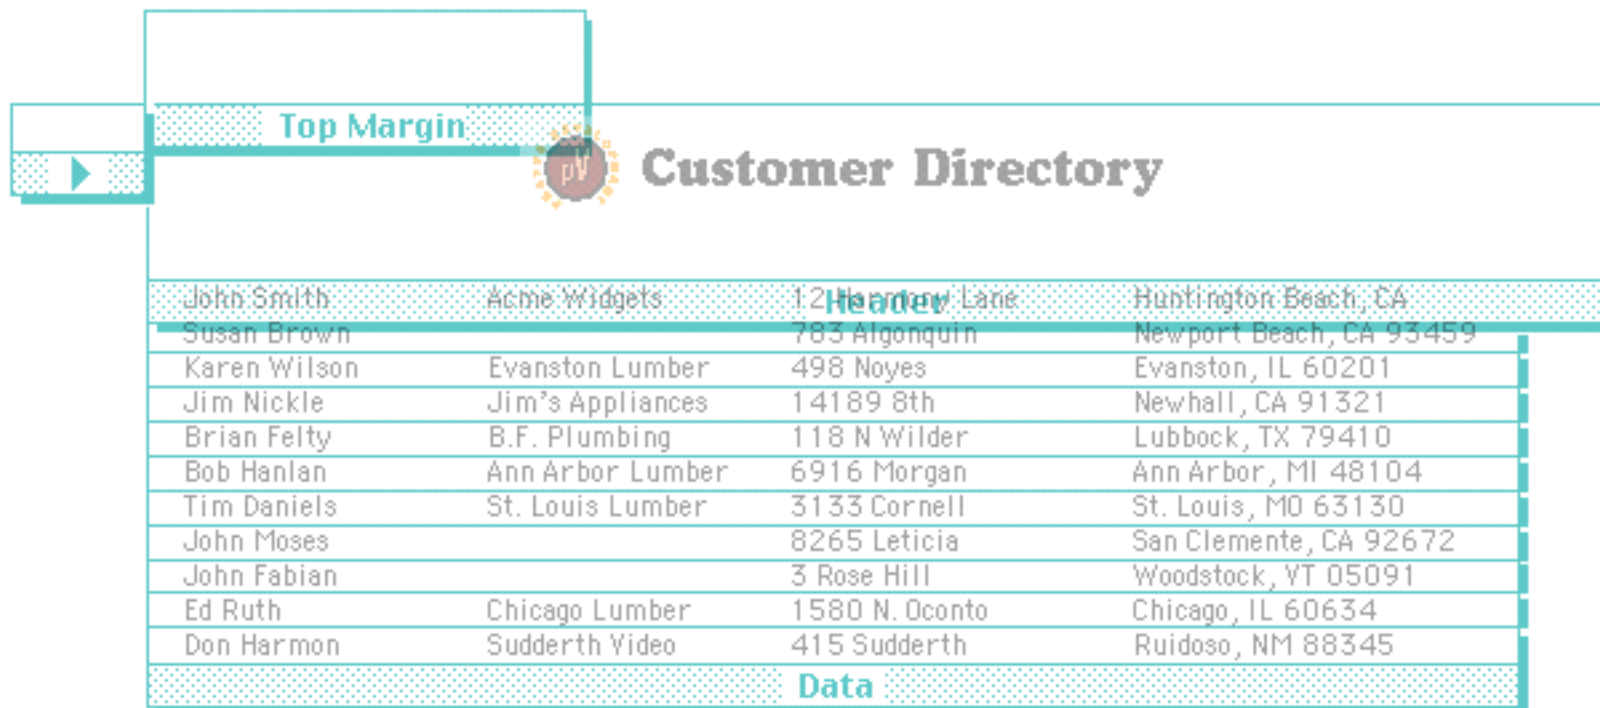 Top Margin
pV Customer Directory
John Smith Acme Widgets 12 Harmony Lane Huntington Beach, CA
Header
Susan Brown 783 Algonquin Newport Beach, CA 93459
Karen Wilson Evanston Lumber 498 Noyes Evanston, IL 60201
Jim Nickle Jim's Appliances 14189 8th Newhall, CA 91321
Brian Felty B.F. Plumbing 118 N Wilder Lubbock, TX 79410
Bob Hanlan Ann Arbor Lumber 6916 Morgan Ann Arbor, MI 48104
Tim Daniels St. Louis Lumber 3133 Cornell St. Louis, MO 63130
John Moses 8265 Leticia San Clemente, CA 92672
John Fabian 3 Rose Hill Woodstock, VT 05091
Ed Ruth Chicago Lumber 1580 N. Oconto Chicago, IL 60634
Don Harmon Sudderth Video 415 Sudderth Ruidoso, NM 88345
Data